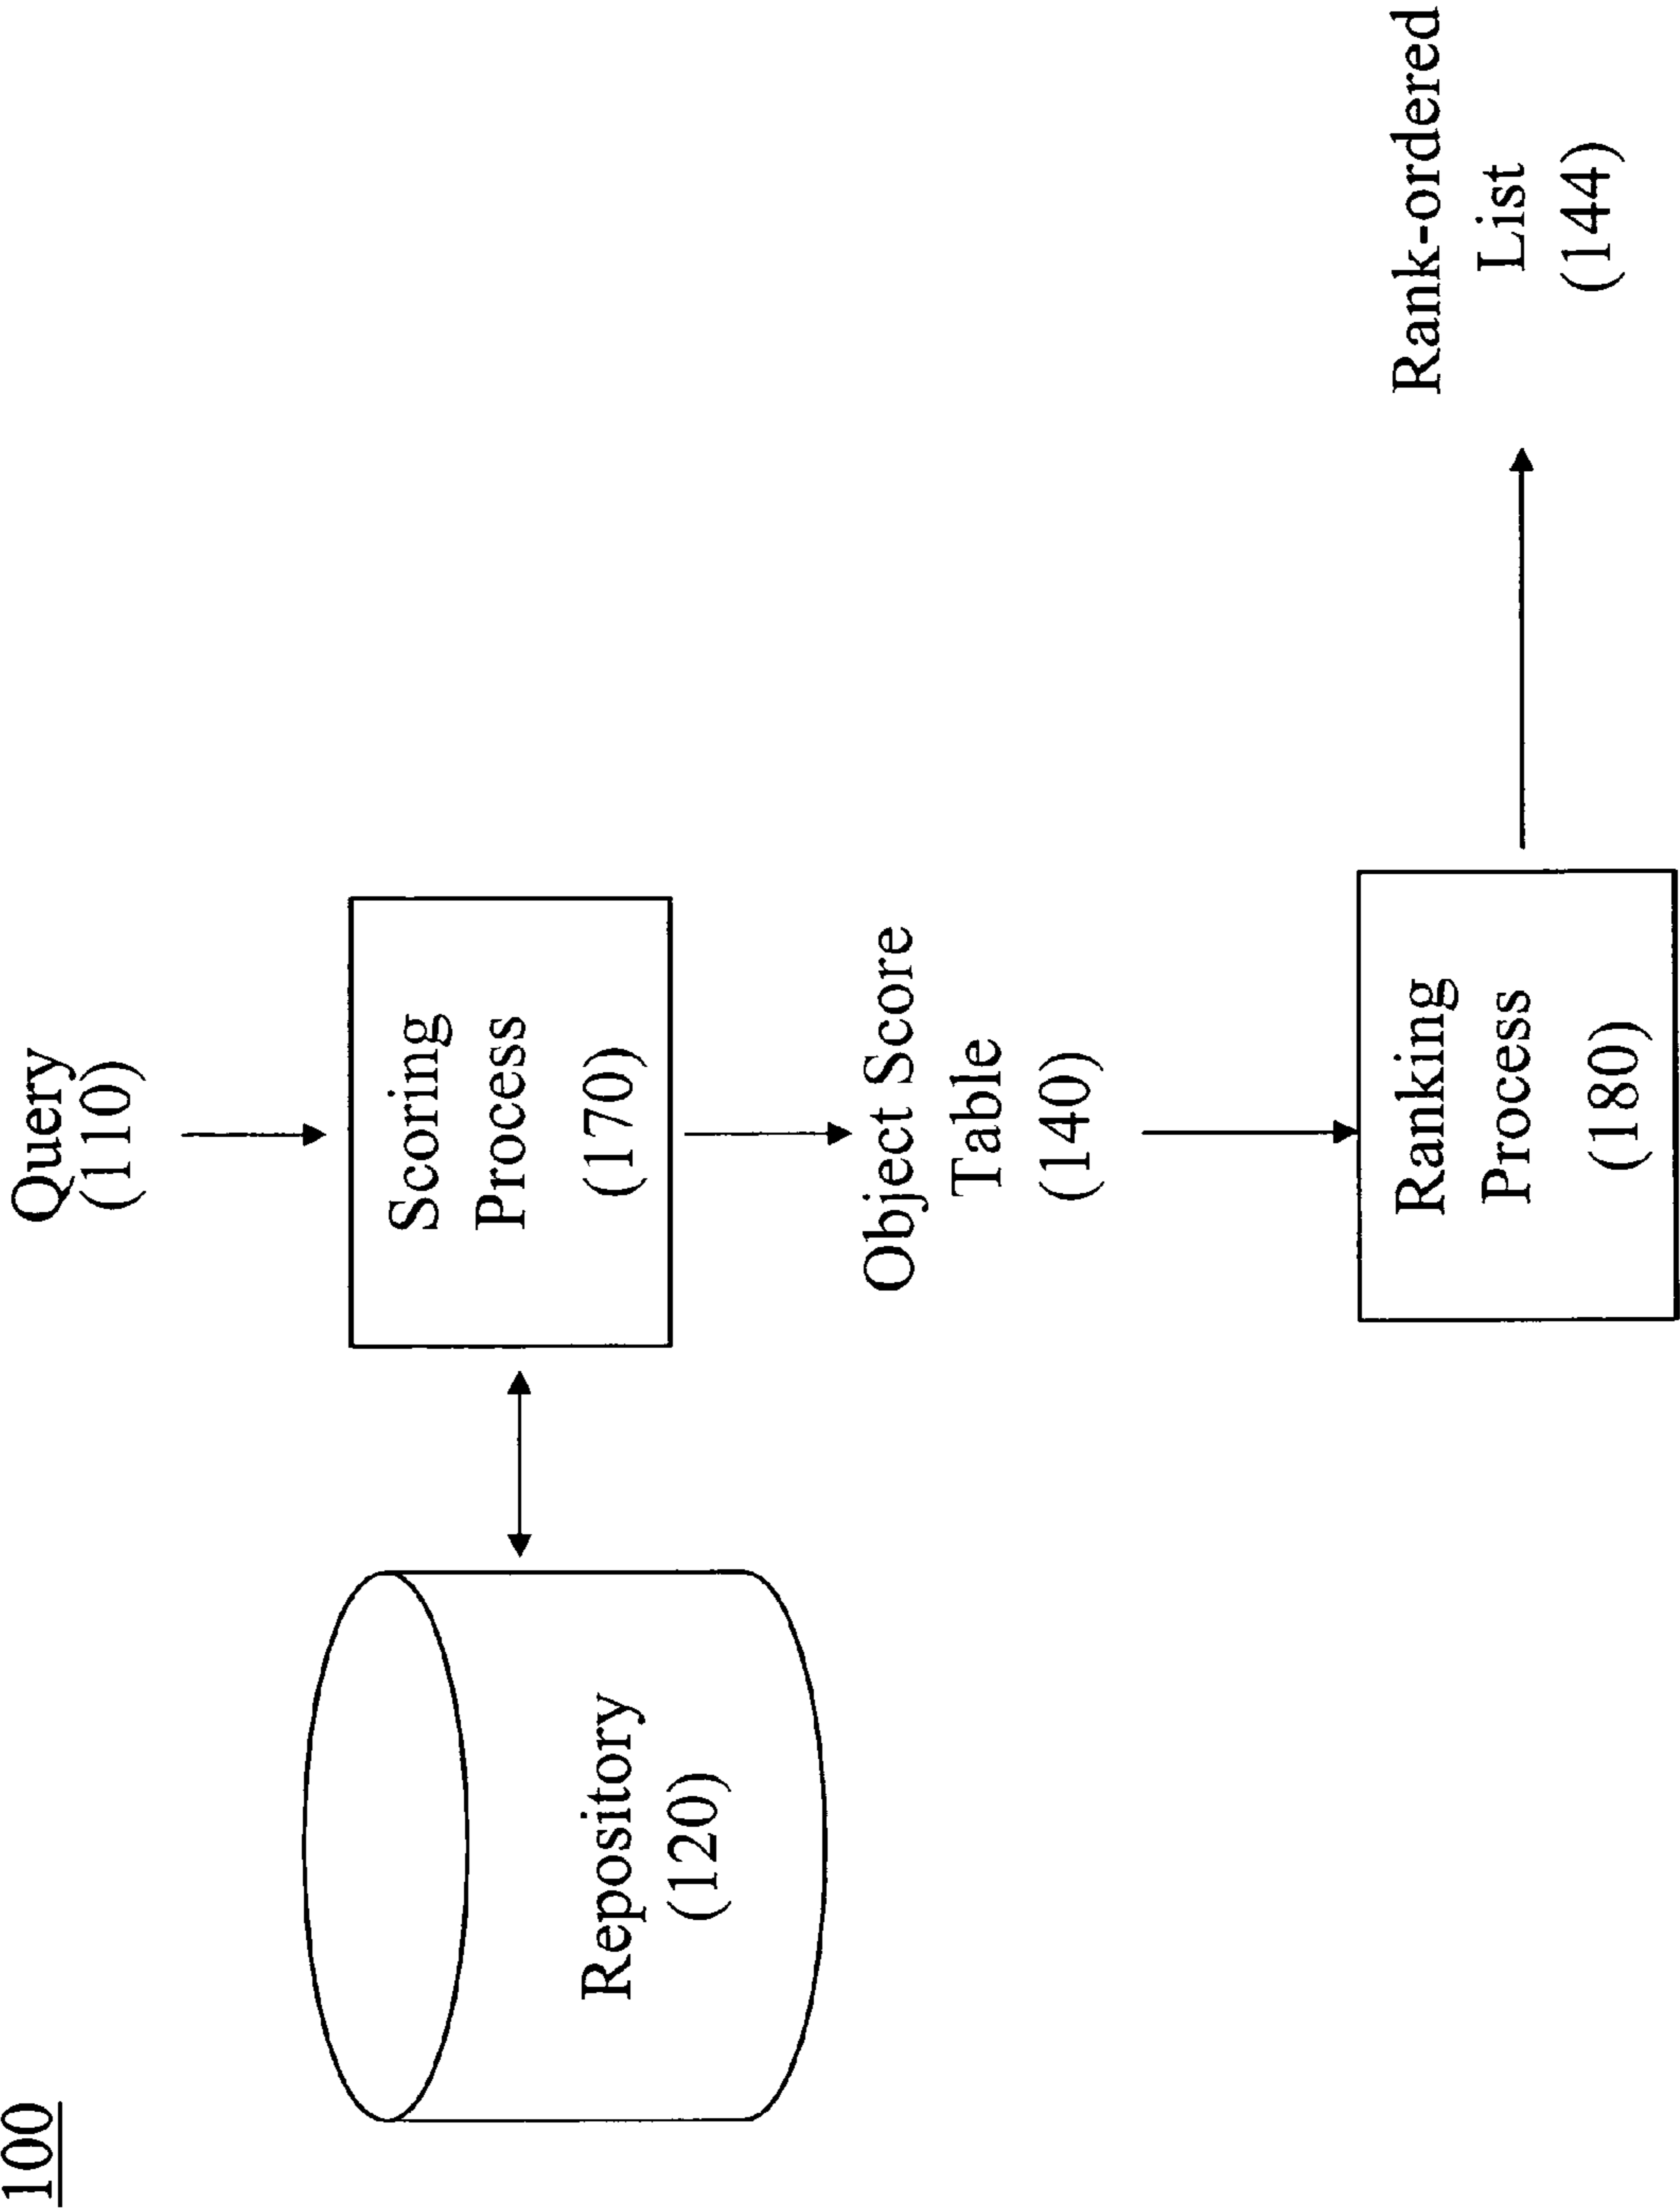 100
Query
(110)
Scoring
Process
(170)
Repository
(120)
Object Score
Table
(140)
Ranking
Process
(180)
Rank-ordered
List
(144)